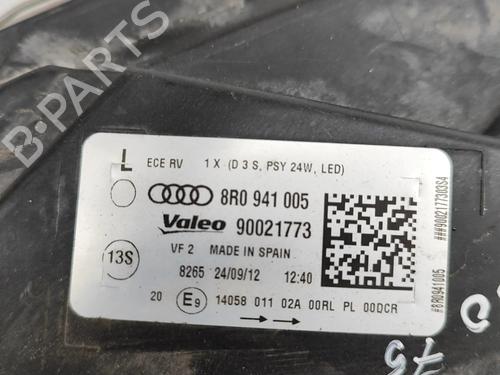 B-Parts
L ECE RV 1 X (D 3 S, PSY 24W, LED)
8R0 941 005
Valeo 90021773
VF 2 MADE IN SPAIN
13S
8265 24/09/12 12:40
20 E9 14058 011 02A 00RL PL 00DCR
#8R0941005
75